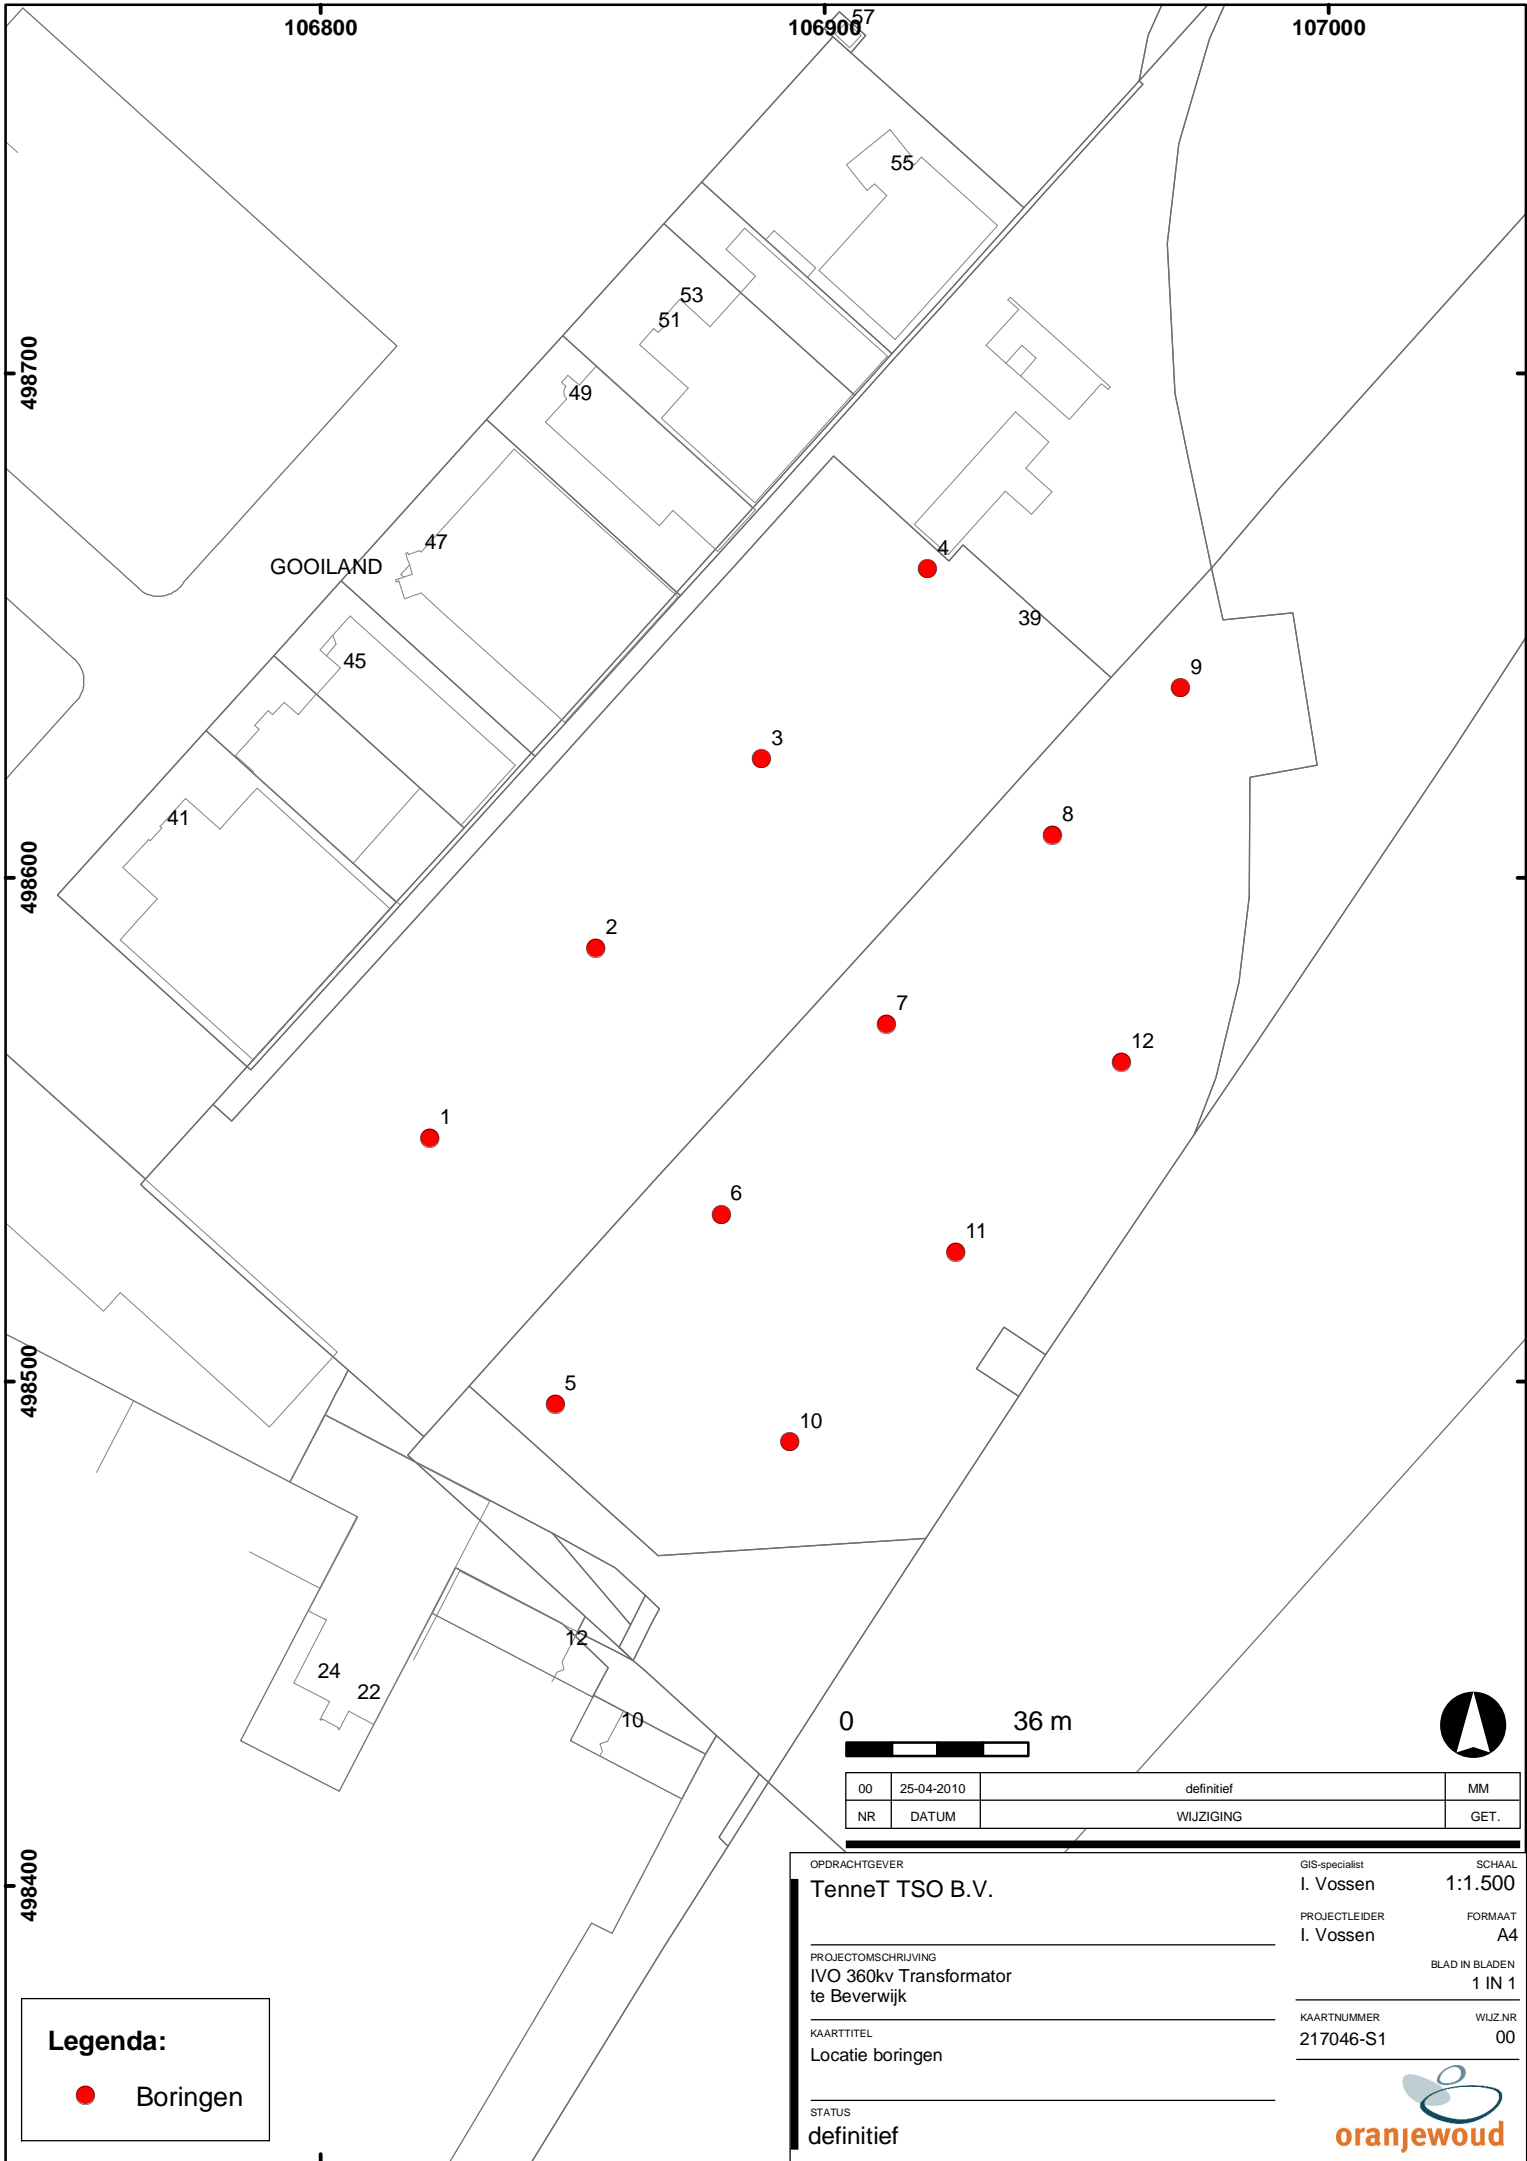 106800
106900
107000
57
55
53
51
498700
49
47
GOOILAND
4
39
45
9
3
41
8
498600
2
7
12
1
6
11
498500
5
10
12
24
22
10
0 36 m
00 25-04-2010 definitief MM
NR DATUM WIJZIGING GET.
498400
OPDRACHTGEVER
TenneT TSO B.V.
GIS-specialist SCHAAL
I. Vossen 1:1.500
PROJECTLEIDER FORMAAT
I. Vossen A4
PROJECTOMSCHRIJVING
IVO 360kv Transformator
te Beverwijk
BLAD IN BLADEN
1 IN 1
KAARTNUMMER WIJZ.NR
217046-S1 00
KAARTTITEL
Locatie boringen
STATUS
definitief
oranjewoud
Legenda:
Boringen